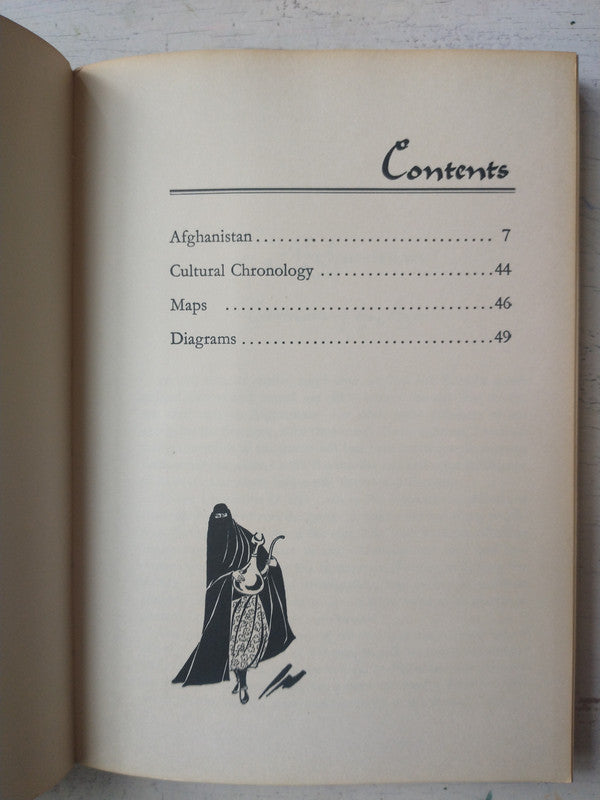 Contents
Afghanistan.............................. 7
Cultural Chronology ......................44
Maps ..................................46
Diagrams ................................49